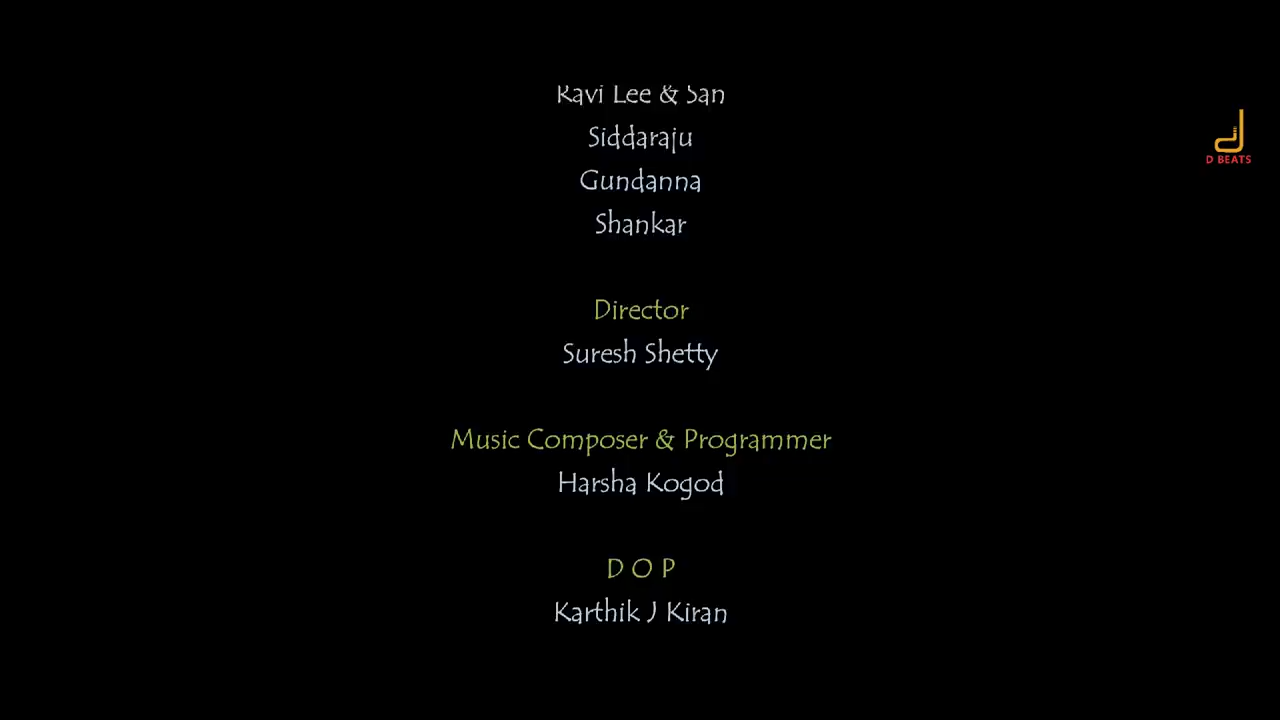 Ravi Lee & San
Siddaraju
Gundanna
Shankar
Director
Suresh Shetty
Music Composer & Programmer
Harsha Kogod
D O P
Karthik J Kiran
D BEATS